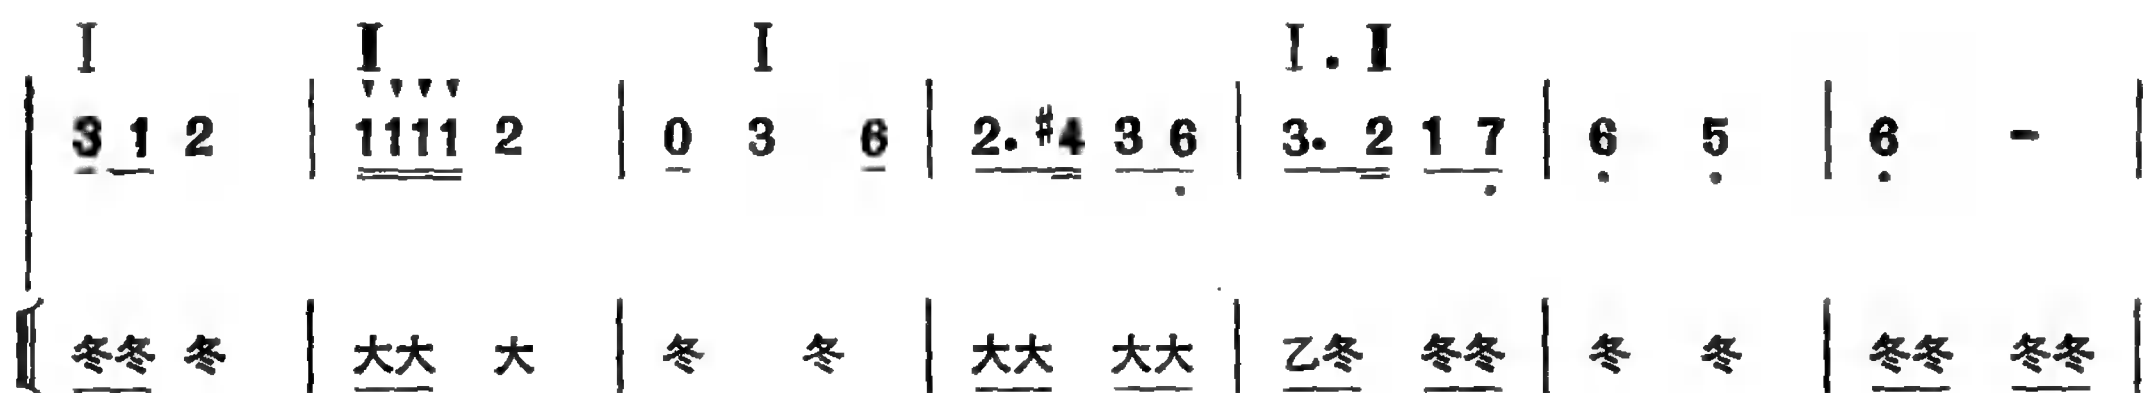 I I I I . I
3 1 2 | 1111 2 | 0 3 6 | 2. #4 3 6 | 3. 2 1 7 | 6 5 | 6 - |
冬冬 冬 | 大大 大 | 冬 冬 | 大大 大大 | 乙冬 冬冬 | 冬 冬 | 冬冬 冬冬 |